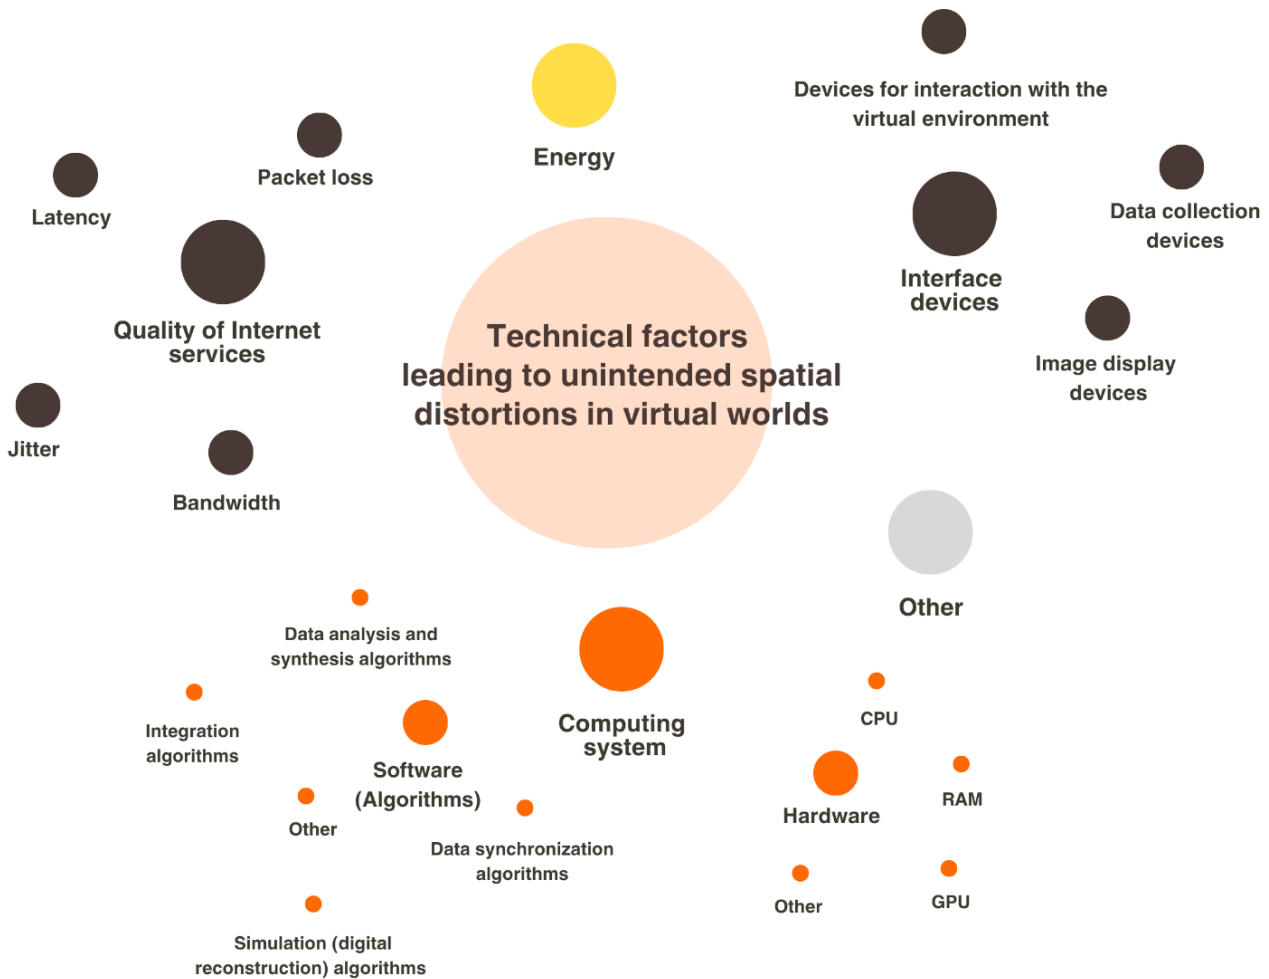 Devices for interaction with the
virtual environment
Energy
Packet loss
Latency
Data collection
devices
Interface
devices
Quality of Internet
services
Technical factors
leading to unintended spatial
distortions in virtual worlds
Image display
devices
Jitter
Bandwidth
Other
Data analysis and
synthesis algorithms
Computing
system
CPU
Integration
algorithms
Software
(Algorithms)
Hardware
RAM
Other
Data synchronization
algorithms
Other
GPU
Simulation (digital
reconstruction) algorithms